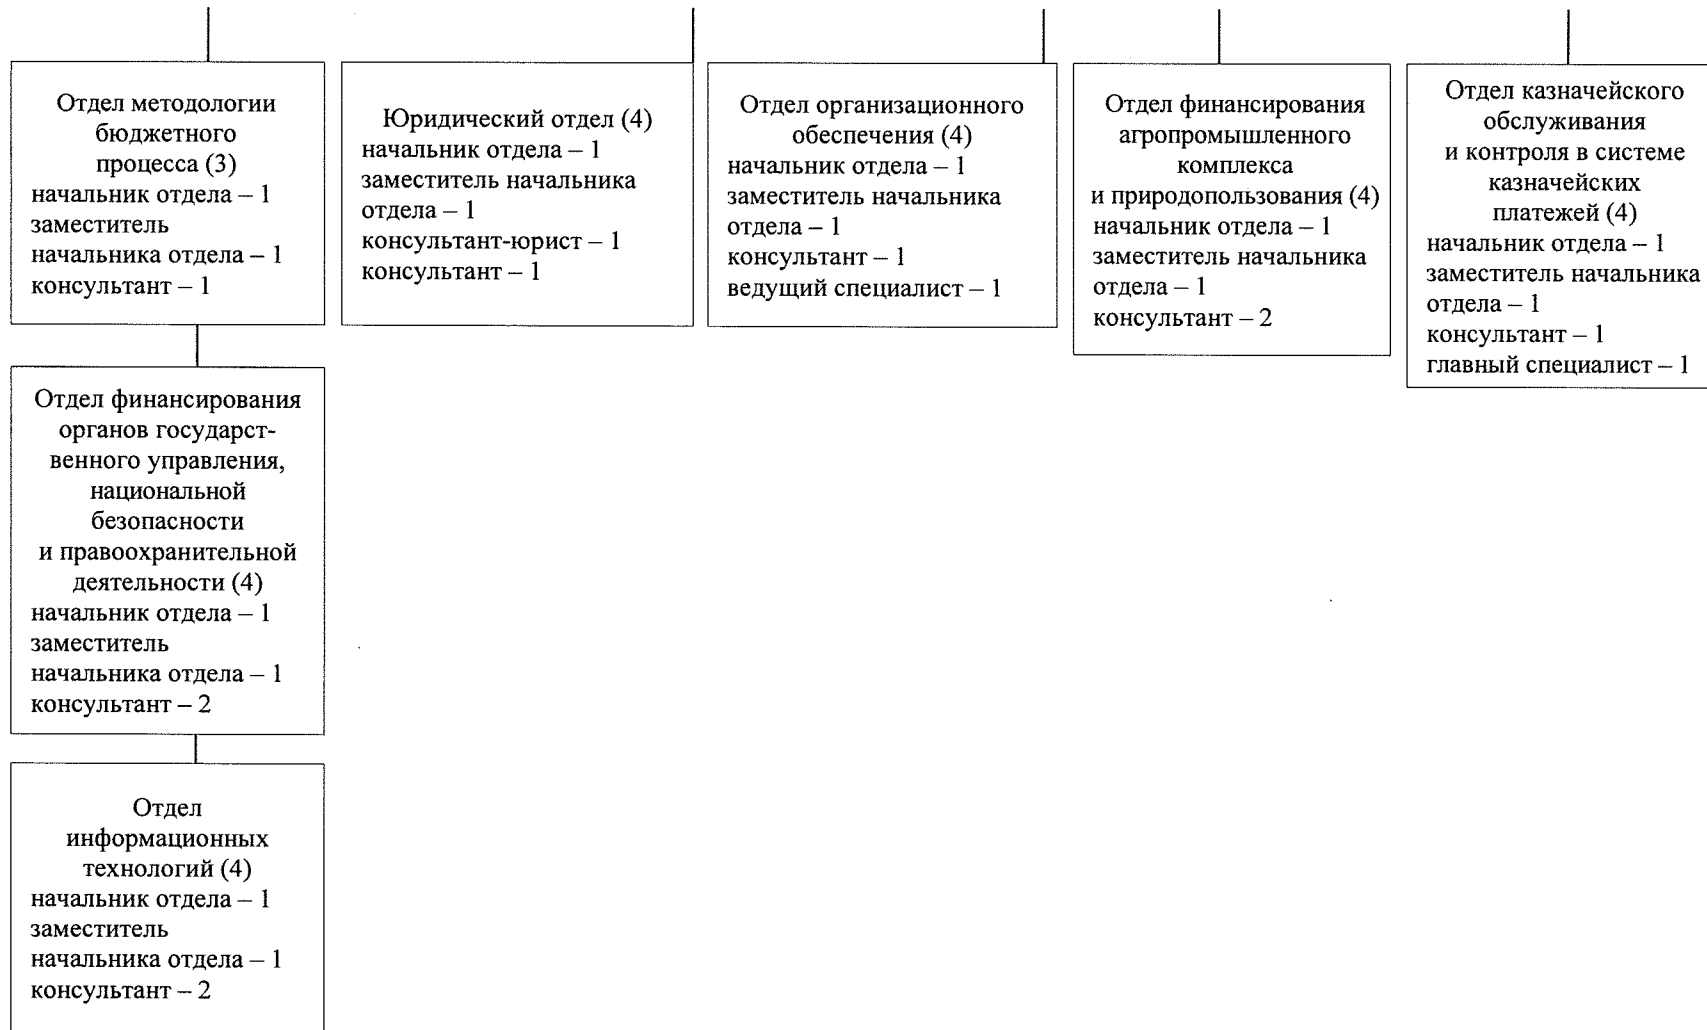 Отдел методологии
бюджетного
процесса (3)
начальник отдела – 1
заместитель
начальника отдела – 1
консультант – 1
Юридический отдел (4)
начальник отдела – 1
заместитель начальника
отдела – 1
консультант-юрист – 1
консультант – 1
Отдел организационного
обеспечения (4)
начальник отдела – 1
заместитель начальника
отдела – 1
консультант – 1
ведущий специалист – 1
Отдел финансирования
агропромышленного
комплекса
и природопользования (4)
начальник отдела – 1
заместитель начальника
отдела – 1
консультант – 2
Отдел казначейского
обслуживания
и контроля в системе
казначейских
платежей (4)
начальник отдела – 1
заместитель начальника
отдела – 1
консультант – 1
главный специалист – 1
Отдел финансирования
органов государст-
венного управления,
национальной
безопасности
и правоохранительной
деятельности (4)
начальник отдела – 1
заместитель
начальника отдела – 1
консультант – 2
Отдел
информационных
технологий (4)
начальник отдела – 1
заместитель
начальника отдела – 1
консультант – 2